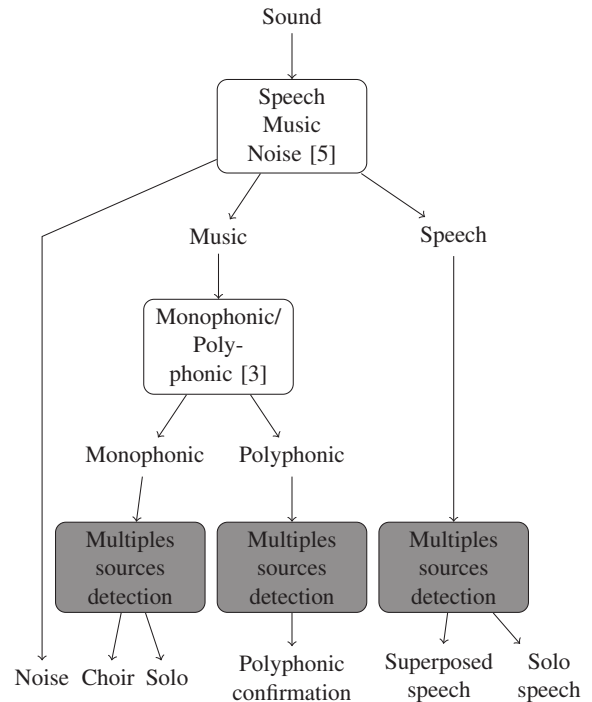 Sound
Speech
Music
Noise [5]
Music
Speech
Monophonic/
Poly-
phonic [3]
Monophonic
Polyphonic
Multiples
sources
detection
Multiples
sources
detection
Multiples
sources
detection
Noise
Choir
Solo
Polyphonic
confirmation
Superposed
speech
Solo
speech